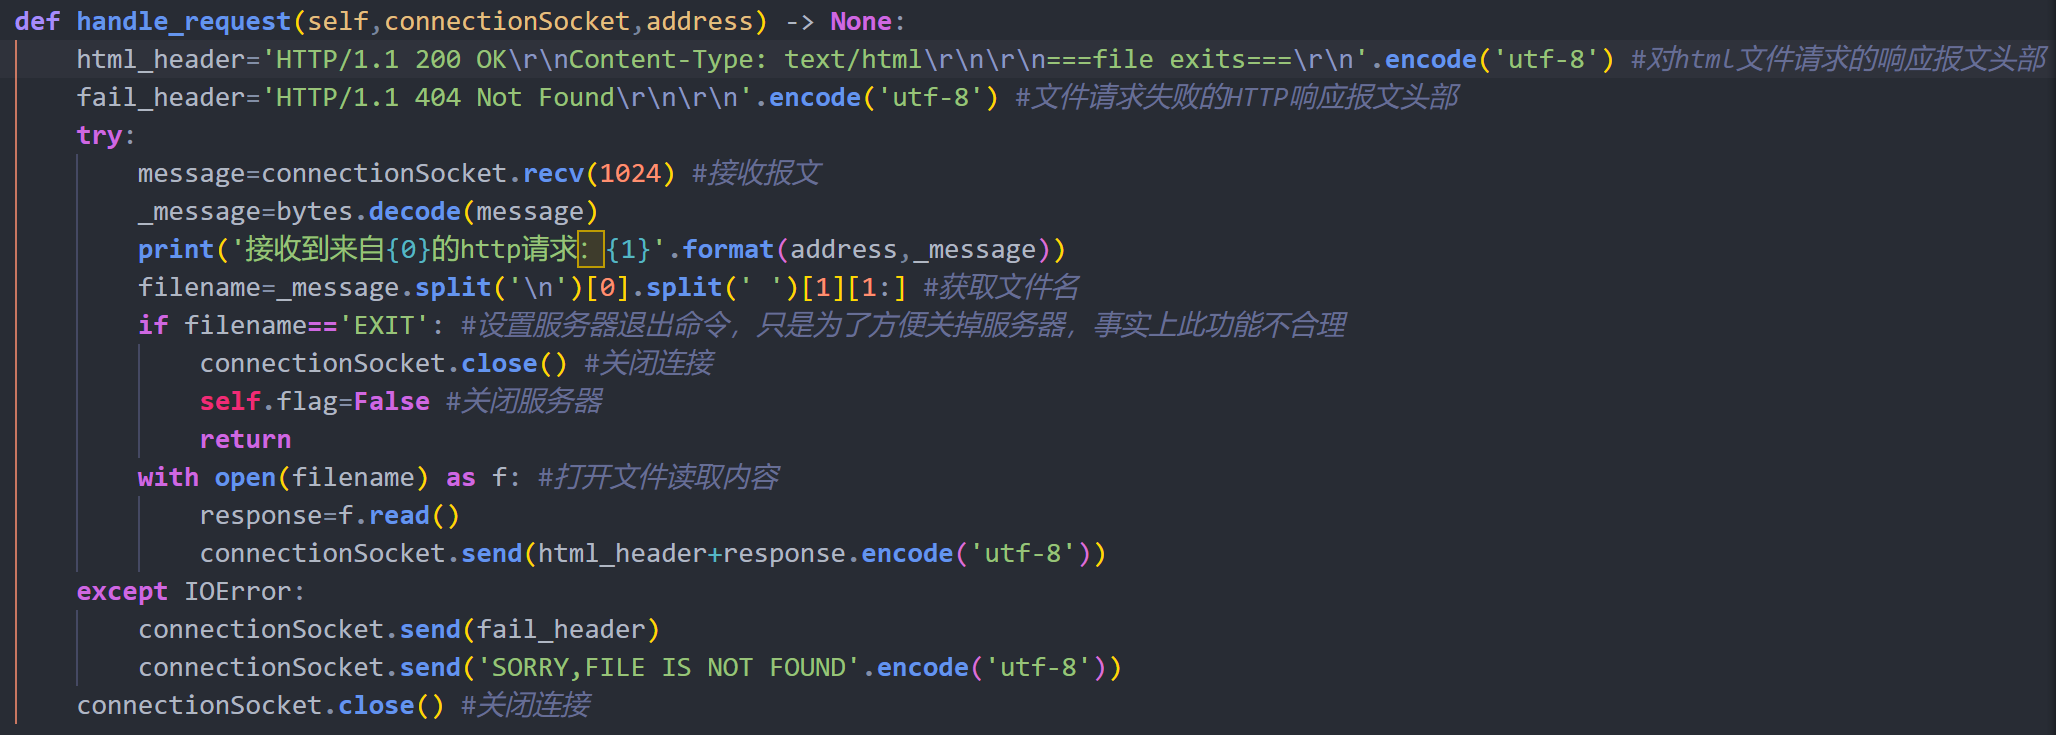 def handle_request(self,connectionSocket,address) -> None:
    html_header='HTTP/1.1 200 OK\r\nContent-Type: text/html\r\n\r\n===file exits===\r\n'.encode('utf-8') #对html文件请求的响应报文头部
    fail_header='HTTP/1.1 404 Not Found\r\n\r\n'.encode('utf-8') #文件请求失败的HTTP响应报文头部
    try:
        message=connectionSocket.recv(1024) #接收报文
        _message=bytes.decode(message)
        print('接收到来自{0}的http请求：{1}'.format(address,_message))
        filename=_message.split('\n')[0].split(' ')[1][1:] #获取文件名
        if filename=='EXIT': #设置服务器退出命令，只是为了方便关掉服务器，事实上此功能不合理
            connectionSocket.close() #关闭连接
            self.flag=False #关闭服务器
            return
        with open(filename) as f: #打开文件读取内容
            response=f.read()
            connectionSocket.send(html_header+response.encode('utf-8'))
    except IOError:
        connectionSocket.send(fail_header)
        connectionSocket.send('SORRY,FILE IS NOT FOUND'.encode('utf-8'))
    connectionSocket.close() #关闭连接